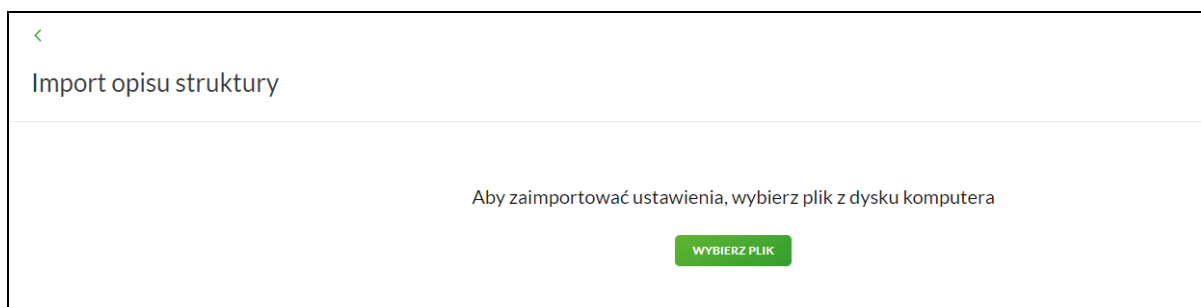 Import opisu struktury
Aby zaimportować ustawienia, wybierz plik z dysku komputera
WYBIERZ PLIK